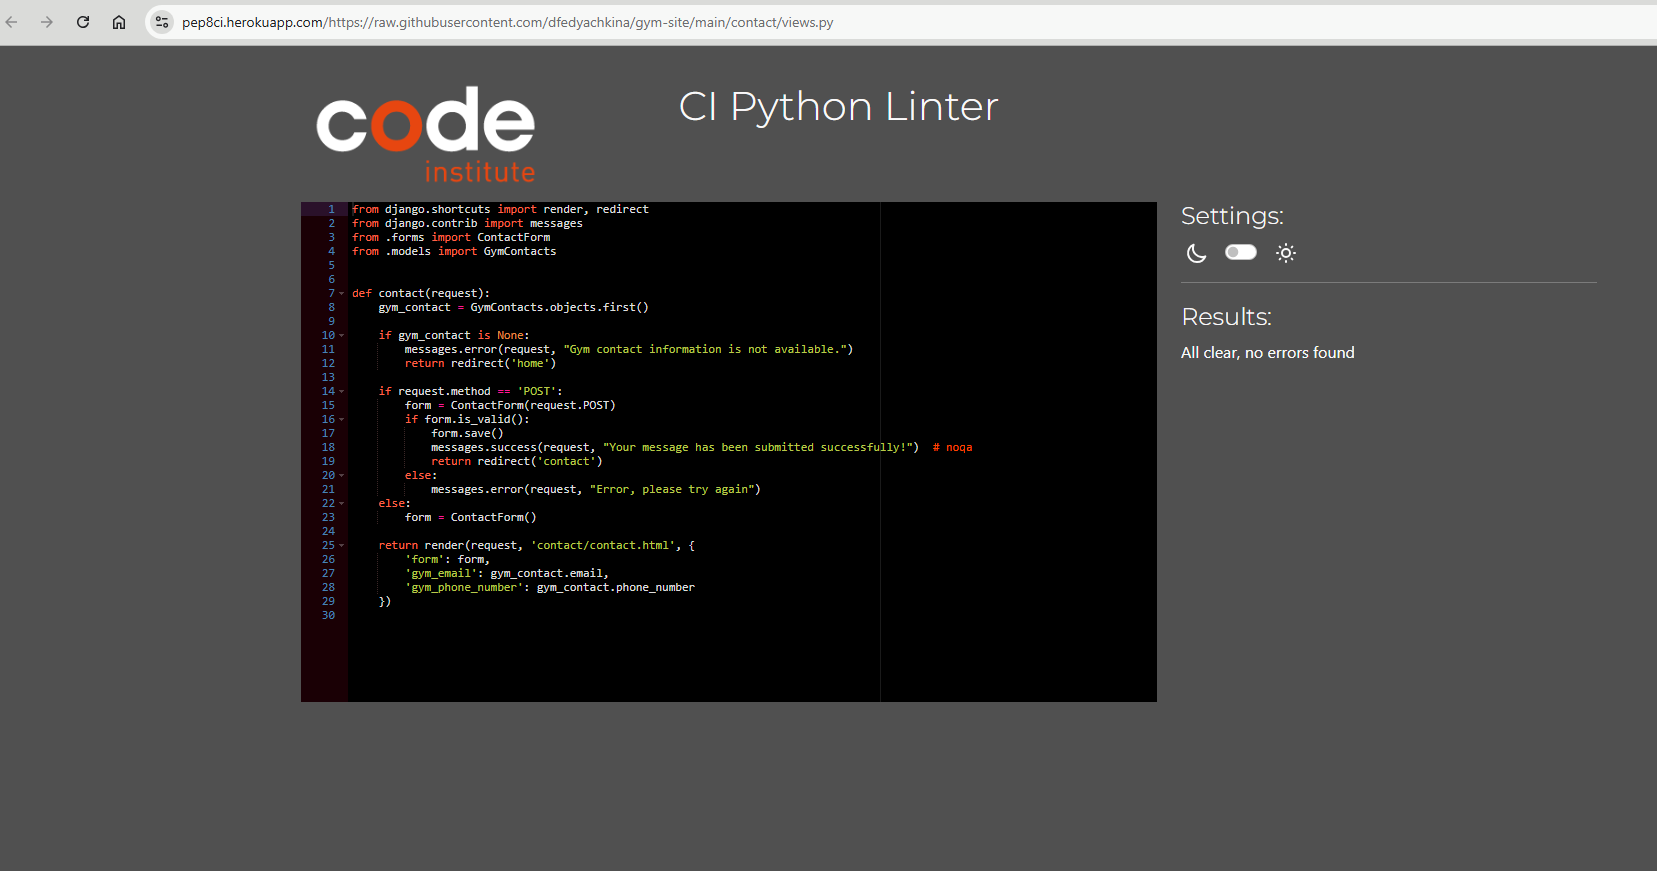 pep8ci.herokuapp.com/https://raw.githubusercontent.com/dfedyachkina/gym-site/main/contact/views.py
code
institute
CI Python Linter
1 from django.shortcuts import render, redirect
2 from django.contrib import messages
3 from .forms import ContactForm
4 from .models import GymContacts
5
6
7 def contact(request):
8     gym_contact = GymContacts.objects.first()
9
10     if gym_contact is None:
11         messages.error(request, "Gym contact information is not available.")
12         return redirect('home')
13
14     if request.method == 'POST':
15         form = ContactForm(request.POST)
16         if form.is_valid():
17             form.save()
18             messages.success(request, "Your message has been submitted successfully!")  # noqa
19             return redirect('contact')
20         else:
21             messages.error(request, "Error, please try again")
22     else:
23         form = ContactForm()
24
25     return render(request, 'contact/contact.html', {
26         'form': form,
27         'gym_email': gym_contact.email,
28         'gym_phone_number': gym_contact.phone_number
29     })
30
Settings:
Results:
All clear, no errors found